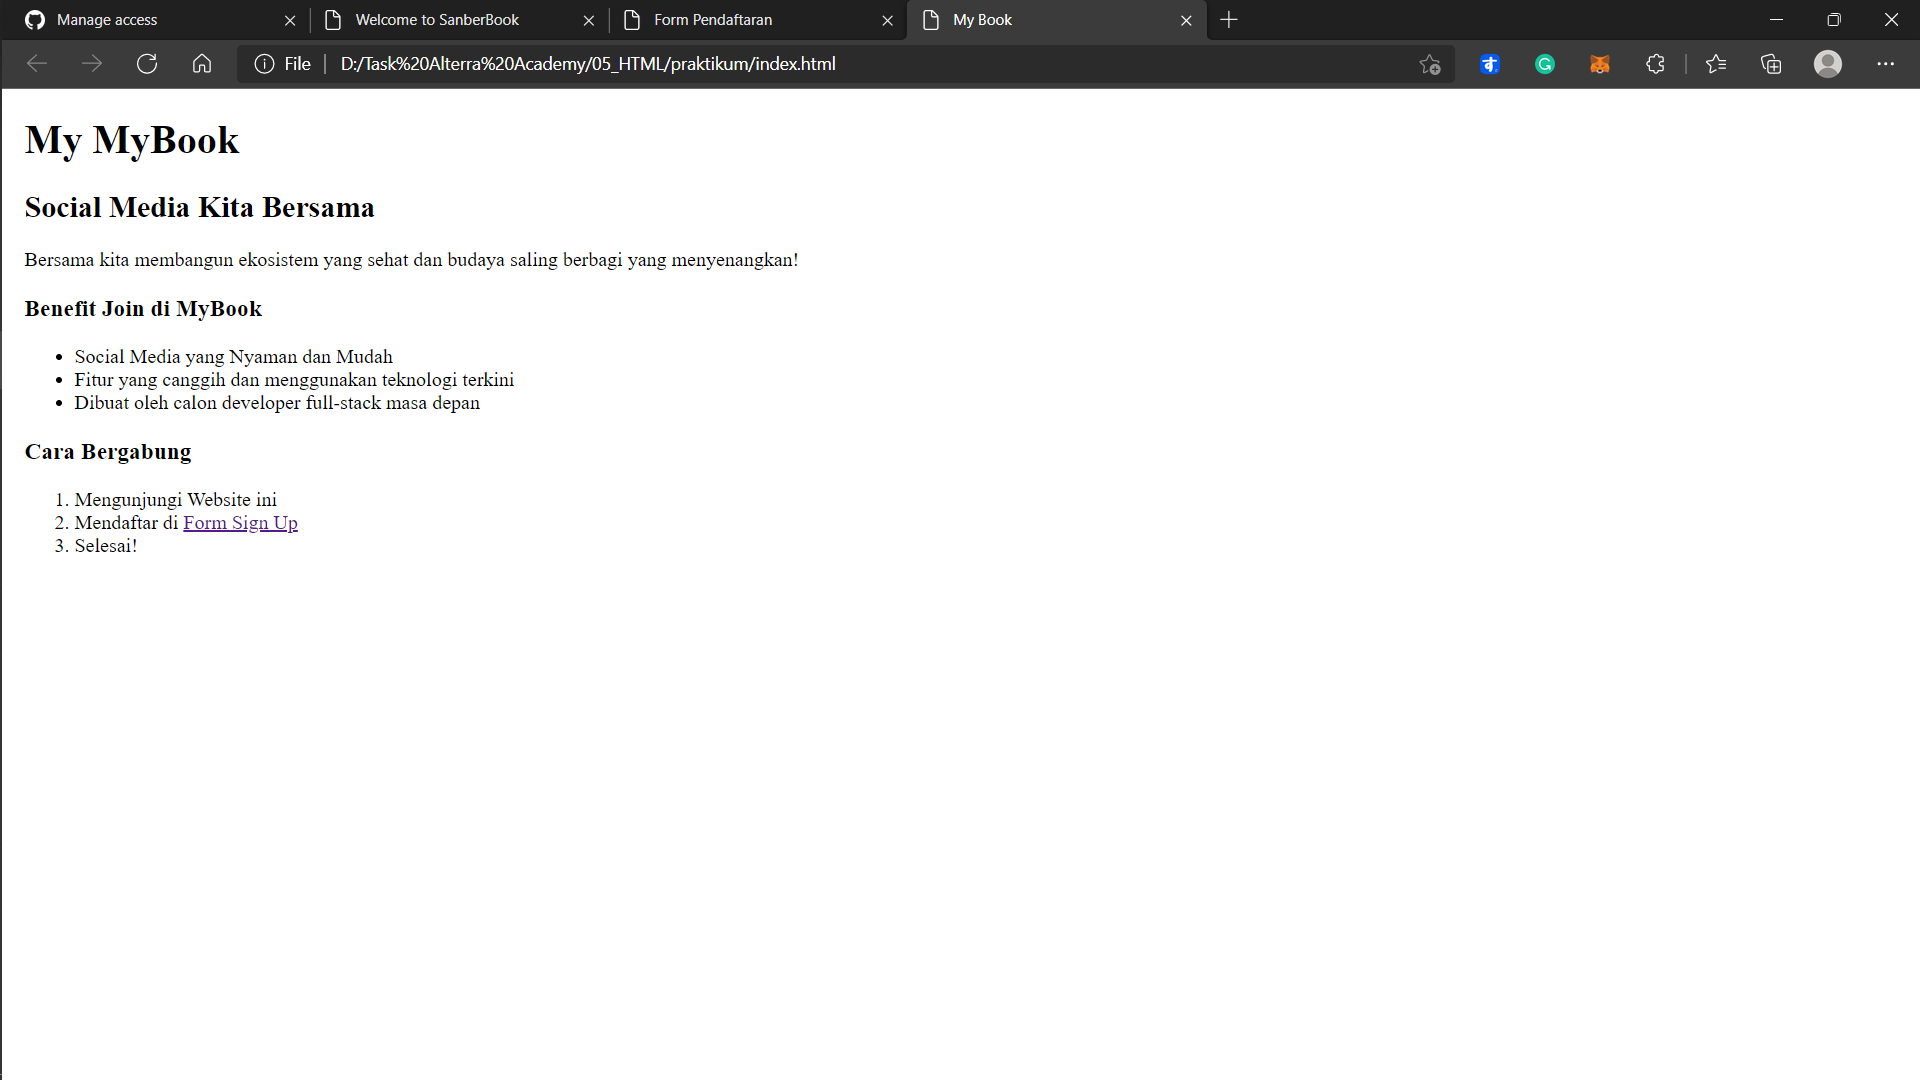 Manage access
Welcome to SanberBook
Form Pendaftaran
My Book
File
D:/Task%20Alterra%20Academy/05_HTML/praktikum/index.html
My MyBook
Social Media Kita Bersama
Bersama kita membangun ekosistem yang sehat dan budaya saling berbagi yang menyenangkan!
Benefit Join di MyBook
• Social Media yang Nyaman dan Mudah
• Fitur yang canggih dan menggunakan teknologi terkini
• Dibuat oleh calon developer full-stack masa depan
Cara Bergabung
1. Mengunjungi Website ini
2. Mendaftar di Form Sign Up
3. Selesai!